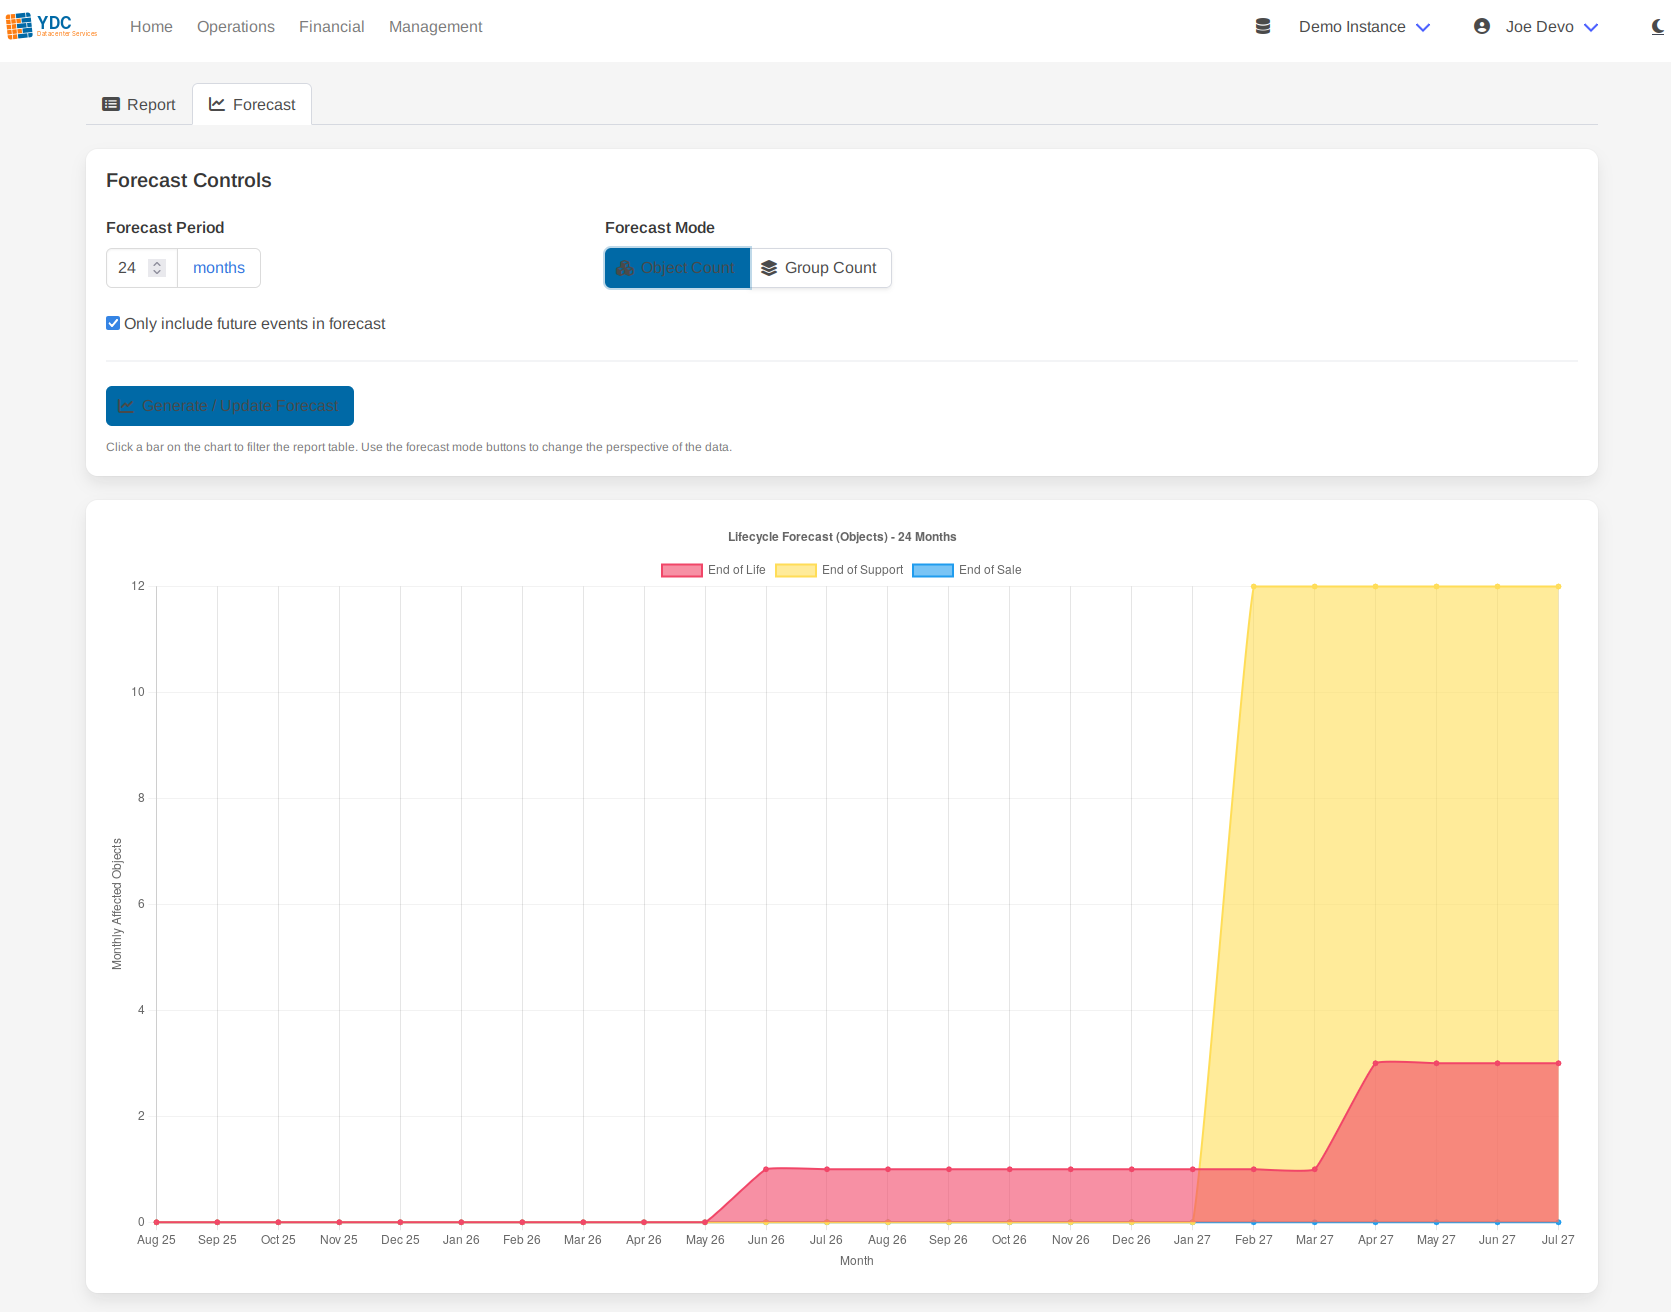 YDC
Datacenter Services
Home Operations Financial Management
Demo Instance
Joe Devo
Report
Forecast
Forecast Controls
Forecast Period
Forecast Mode
24 months
Object Count
Group Count
Only include future events in forecast
Generate / Update Forecast
Click a bar on the chart to filter the report table. Use the forecast mode buttons to change the perspective of the data.
Lifecycle Forecast (Objects) - 24 Months
End of Life End of Support End of Sale
12
10
8
6
4
2
0
Monthly Affected Objects
Aug 25 Sep 25 Oct 25 Nov 25 Dec 25 Jan 26 Feb 26 Mar 26 Apr 26 May 26 Jun 26 Jul 26 Aug 26 Sep 26 Oct 26 Nov 26 Dec 26 Jan 27 Feb 27 Mar 27 Apr 27 May 27 Jun 27 Jul 27
Month